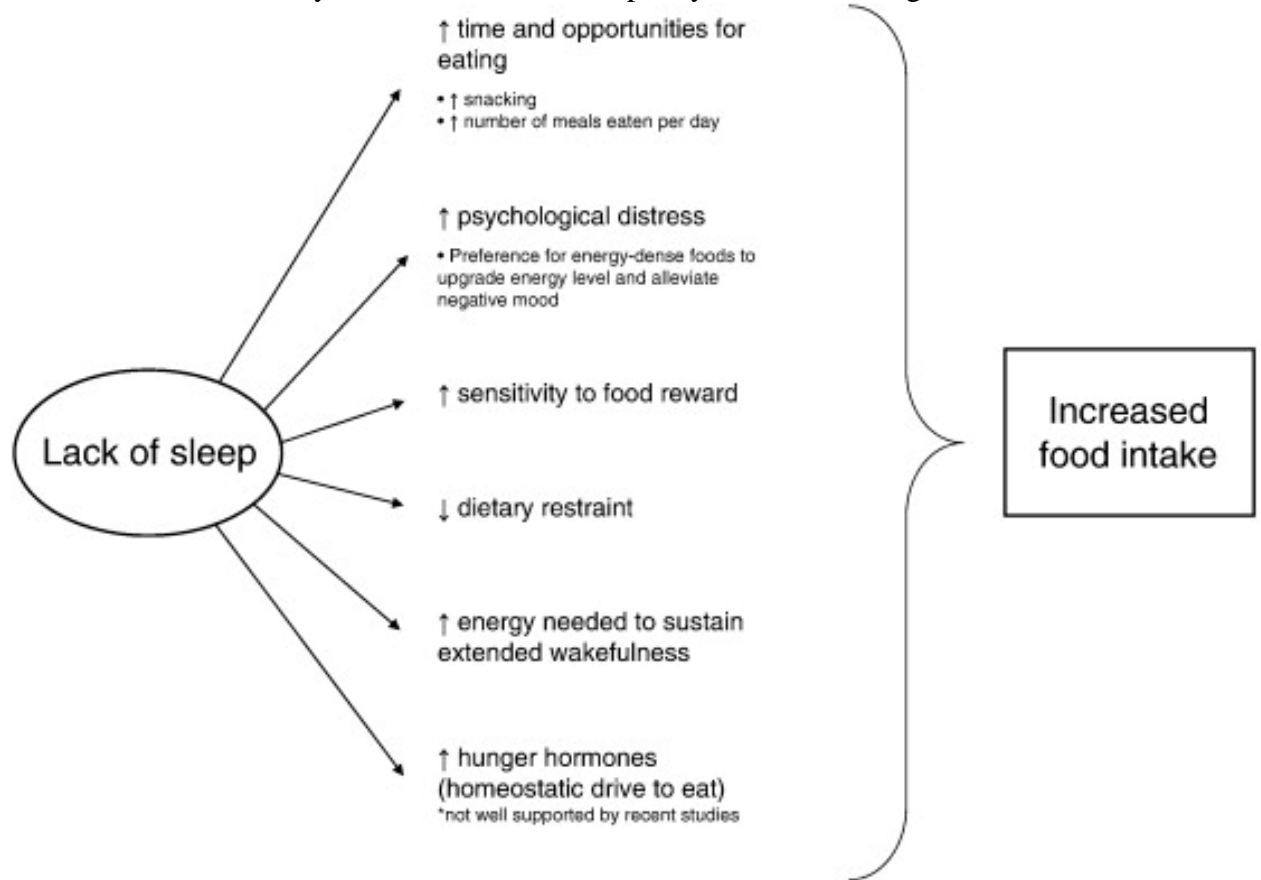 ↑ time and opportunities for
eating
• ↑ snacking
• ↑ number of meals eaten per day
↑ psychological distress
• Preference for energy-dense foods to
upgrade energy level and alleviate
negative mood
Lack of sleep
↑ sensitivity to food reward
↓ dietary restraint
↑ energy needed to sustain
extended wakefulness
↑ hunger hormones
(homeostatic drive to eat)
*not well supported by recent studies
Increased
food intake